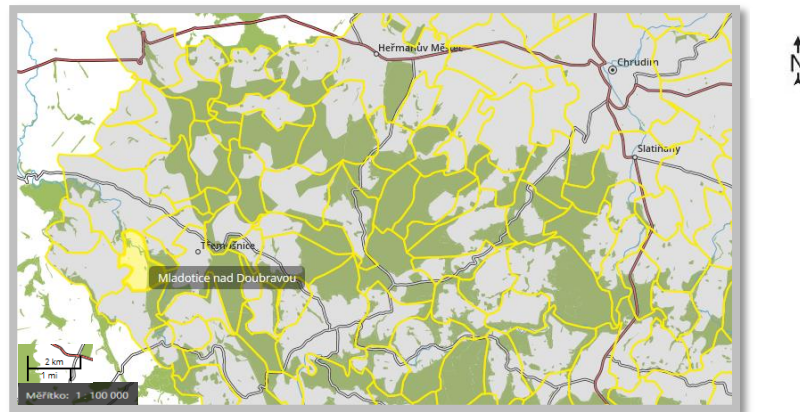 Heřmanův Městec
Chrudim
N
Slatiňany
Třemošnice
Mladotice nad Doubravou
2 km
1 mi
Měřítko: 1 : 100 000